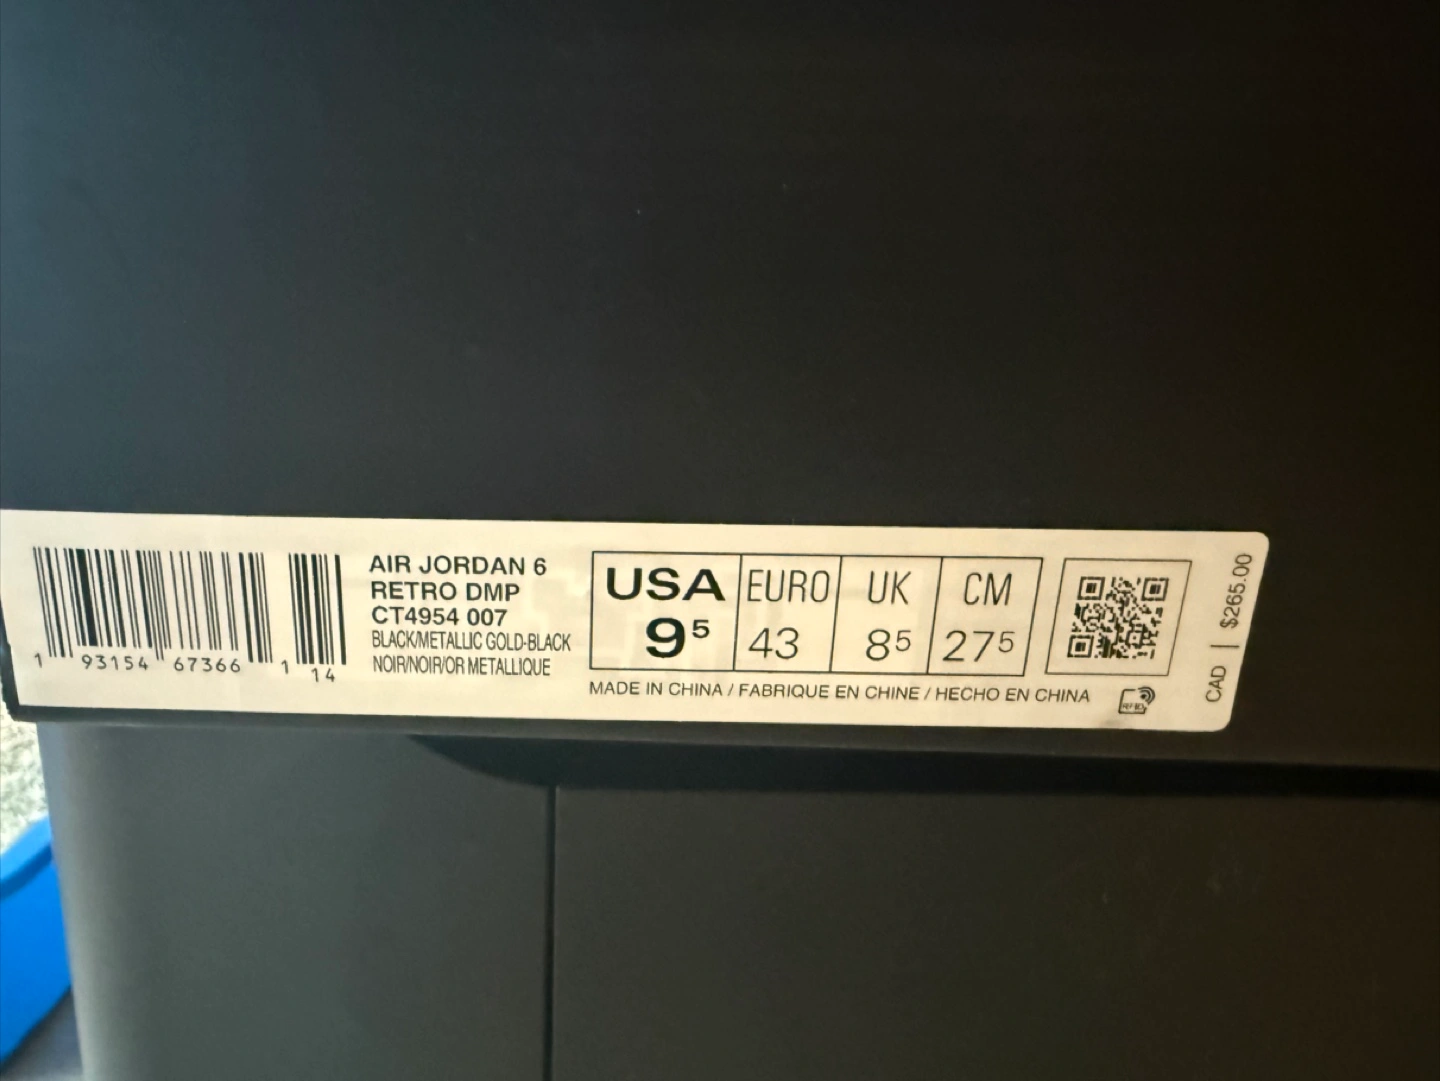 AIR JORDAN 6
RETRO DMP
CT4954 007
BLACK/METALLIC GOLD-BLACK
NOIR/NOIR/OR METALLIQUE
1 93154 67366 1 14
USA EURO UK CM
9⁵ 43 8⁵ 27⁵
MADE IN CHINA / FABRIQUE EN CHINE / HECHO EN CHINA
RFID
CAD | $265.00